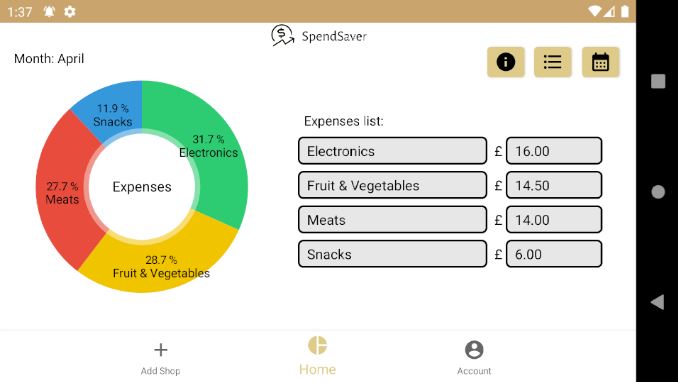 1:37
SpendSaver
Month: April
11.9 %
Snacks
31.7 %
Electronics
27.7 %
Meats
Expenses
28.7 %
Fruit & Vegetables
Expenses list:
Electronics £ 16.00
Fruit & Vegetables £ 14.50
Meats £ 14.00
Snacks £ 6.00
Add Shop
Home
Account